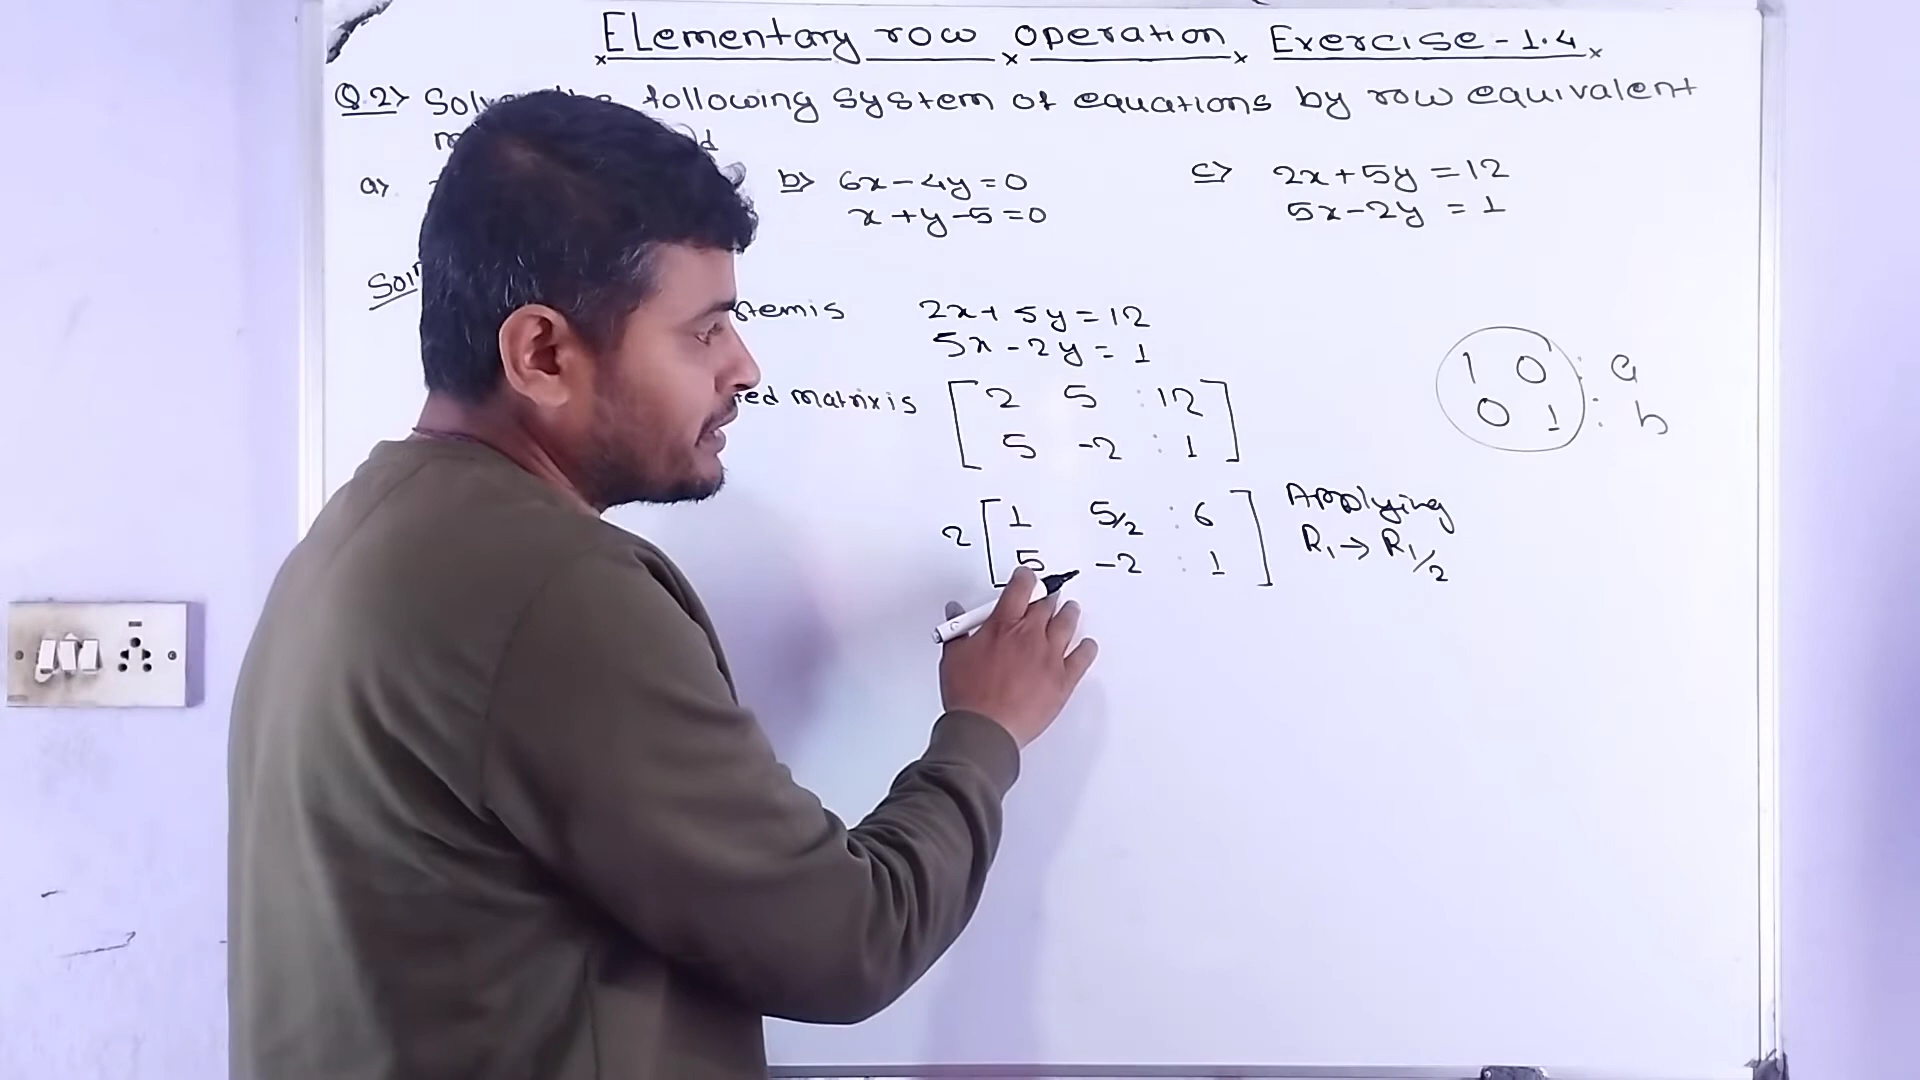 Elementary row operation Exercise-1.4
Q.2> Solve the following system of equations by row equivalent
a> b> 6x-4y=0 c> 2x+5y=12
x+y-5=0 5x-2y=1
Soln
2x+5y=12
5x-2y=1
matrix is [2 5 : 12
5 -2 : 1]
1 0 : a
0 1 : b
2 [1 5/2 : 6
5 -2 : 1]
Applying
R₁→R₁/2